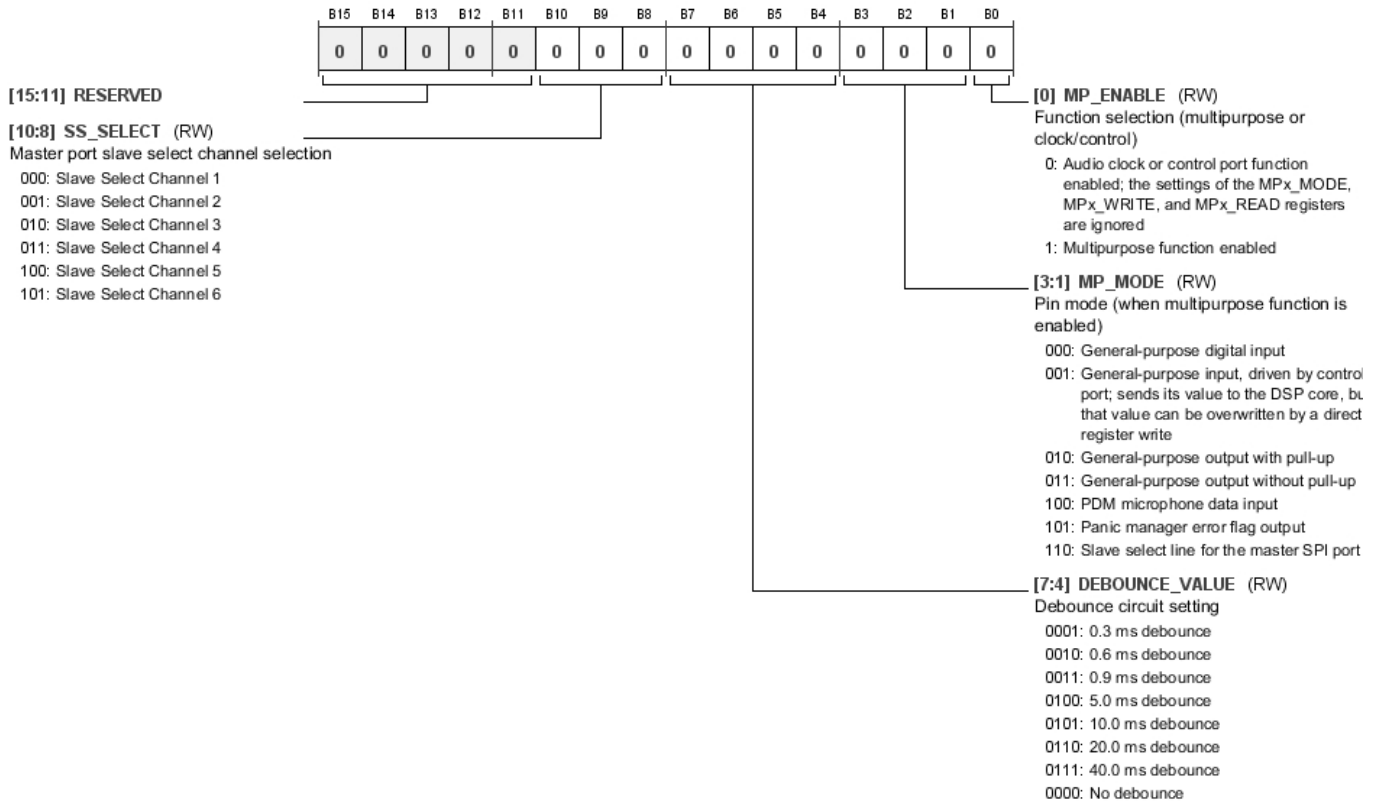 B15 B14 B13 B12 B11 B10 B9 B8 B7 B6 B5 B4 B3 B2 B1 B0
0 0 0 0 0 0 0 0 0 0 0 0 0 0 0 0
[15:11] RESERVED
[10:8] SS_SELECT (RW)
Master port slave select channel selection
000: Slave Select Channel 1
001: Slave Select Channel 2
010: Slave Select Channel 3
011: Slave Select Channel 4
100: Slave Select Channel 5
101: Slave Select Channel 6
[0] MP_ENABLE (RW)
Function selection (multipurpose or
clock/control)
0: Audio clock or control port function
enabled; the settings of the MPx_MODE,
MPx_WRITE, and MPx_READ registers
are ignored
1: Multipurpose function enabled
[3:1] MP_MODE (RW)
Pin mode (when multipurpose function is
enabled)
000: General-purpose digital input
001: General-purpose input, driven by control
port; sends its value to the DSP core,
that value can be overwritten by a direct
register write
010: General-purpose output with pull-up
011: General-purpose output without pull-up
100: PDM microphone data input
101: Panic manager error flag output
110: Slave select line for the master SPI port
[7:4] DEBOUNCE_VALUE (RW)
Debounce circuit setting
0001: 0.3 ms debounce
0010: 0.6 ms debounce
0011: 0.9 ms debounce
0100: 5.0 ms debounce
0101: 10.0 ms debounce
0110: 20.0 ms debounce
0111: 40.0 ms debounce
0000: No debounce